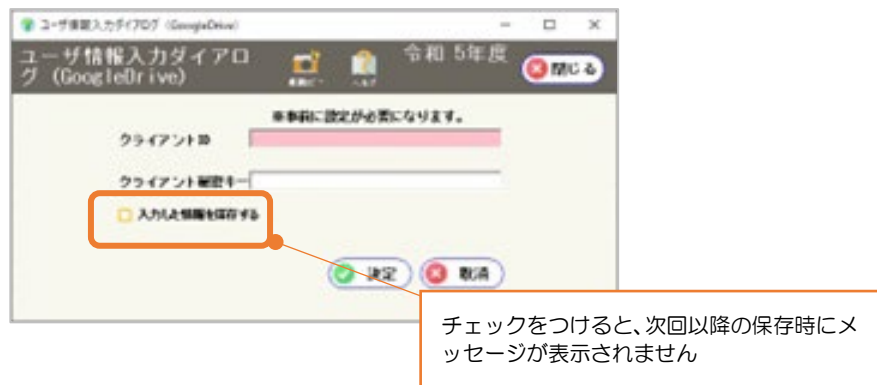 ユーザ情報入力ダイアログ (GoogleDrive)
ユーザ情報入力ダイアロ
グ (GoogleDrive)
ヘルプ
令和 5年度
閉じる
※事前に設定が必要になります。
クライアントID
クライアント秘密キー
入力した情報を保存する
決定
取消
チェックをつけると、次回以降の保存時にメ
ッセージが表示されません